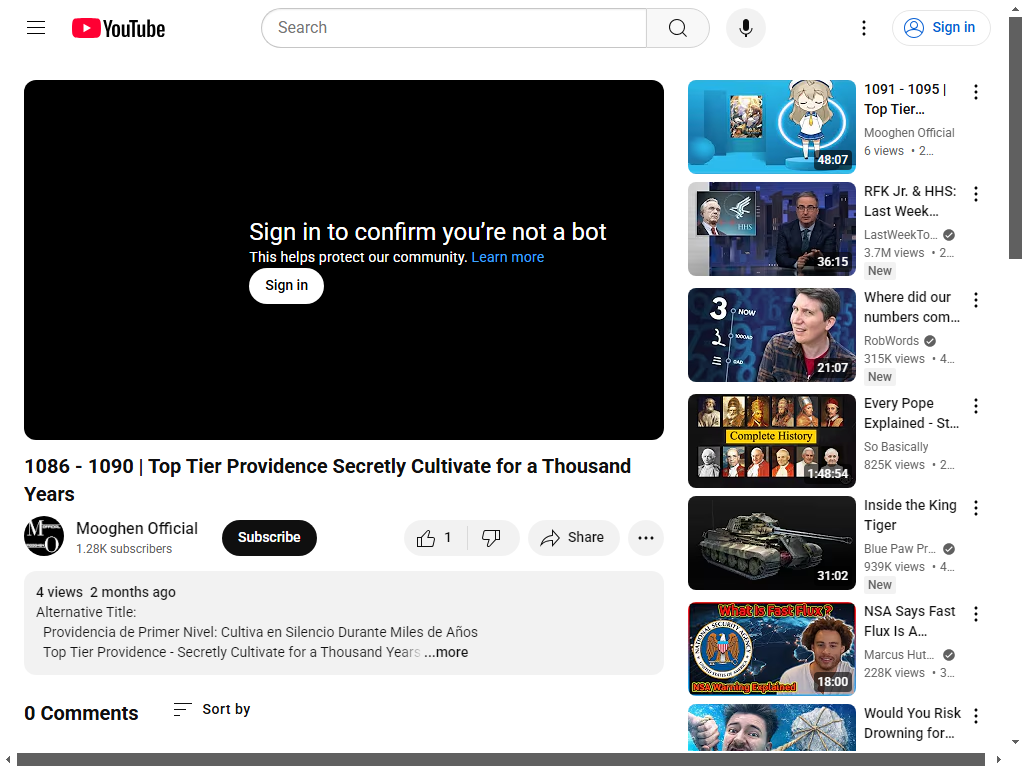 YouTube
Search
Sign in
Sign in to confirm you’re not a bot
This helps protect our community. Learn more
Sign in
1086 - 1090 | Top Tier Providence Secretly Cultivate for a Thousand
Years
Mooghen Official
1.28K subscribers
Subscribe
1
Share
4 views 2 months ago
Alternative Title:
Providencia de Primer Nivel: Cultiva en Silencio Durante Miles de Años
Top Tier Providence - Secretly Cultivate for a Thousand Years ...more
0 Comments
Sort by
48:07
1091 - 1095 |
Top Tier...
Mooghen Official
6 views • 2...
HHS
36:15
RFK Jr. & HHS:
Last Week...
LastWeekTo...
3.7M views • 2...
New
3 NOW
1000AD
0AD
21:07
Where did our
numbers com...
RobWords
315K views • 4...
New
Complete History
1:48:54
Every Pope
Explained - St...
So Basically
825K views • 2...
31:02
Inside the King
Tiger
Blue Paw Pr...
939K views • 4...
New
What Is Fast Flux ?
NSA Warning Explained
18:00
NSA Says Fast
Flux Is A...
Marcus Hut...
228K views • 3...
Would You Risk
Drowning for...